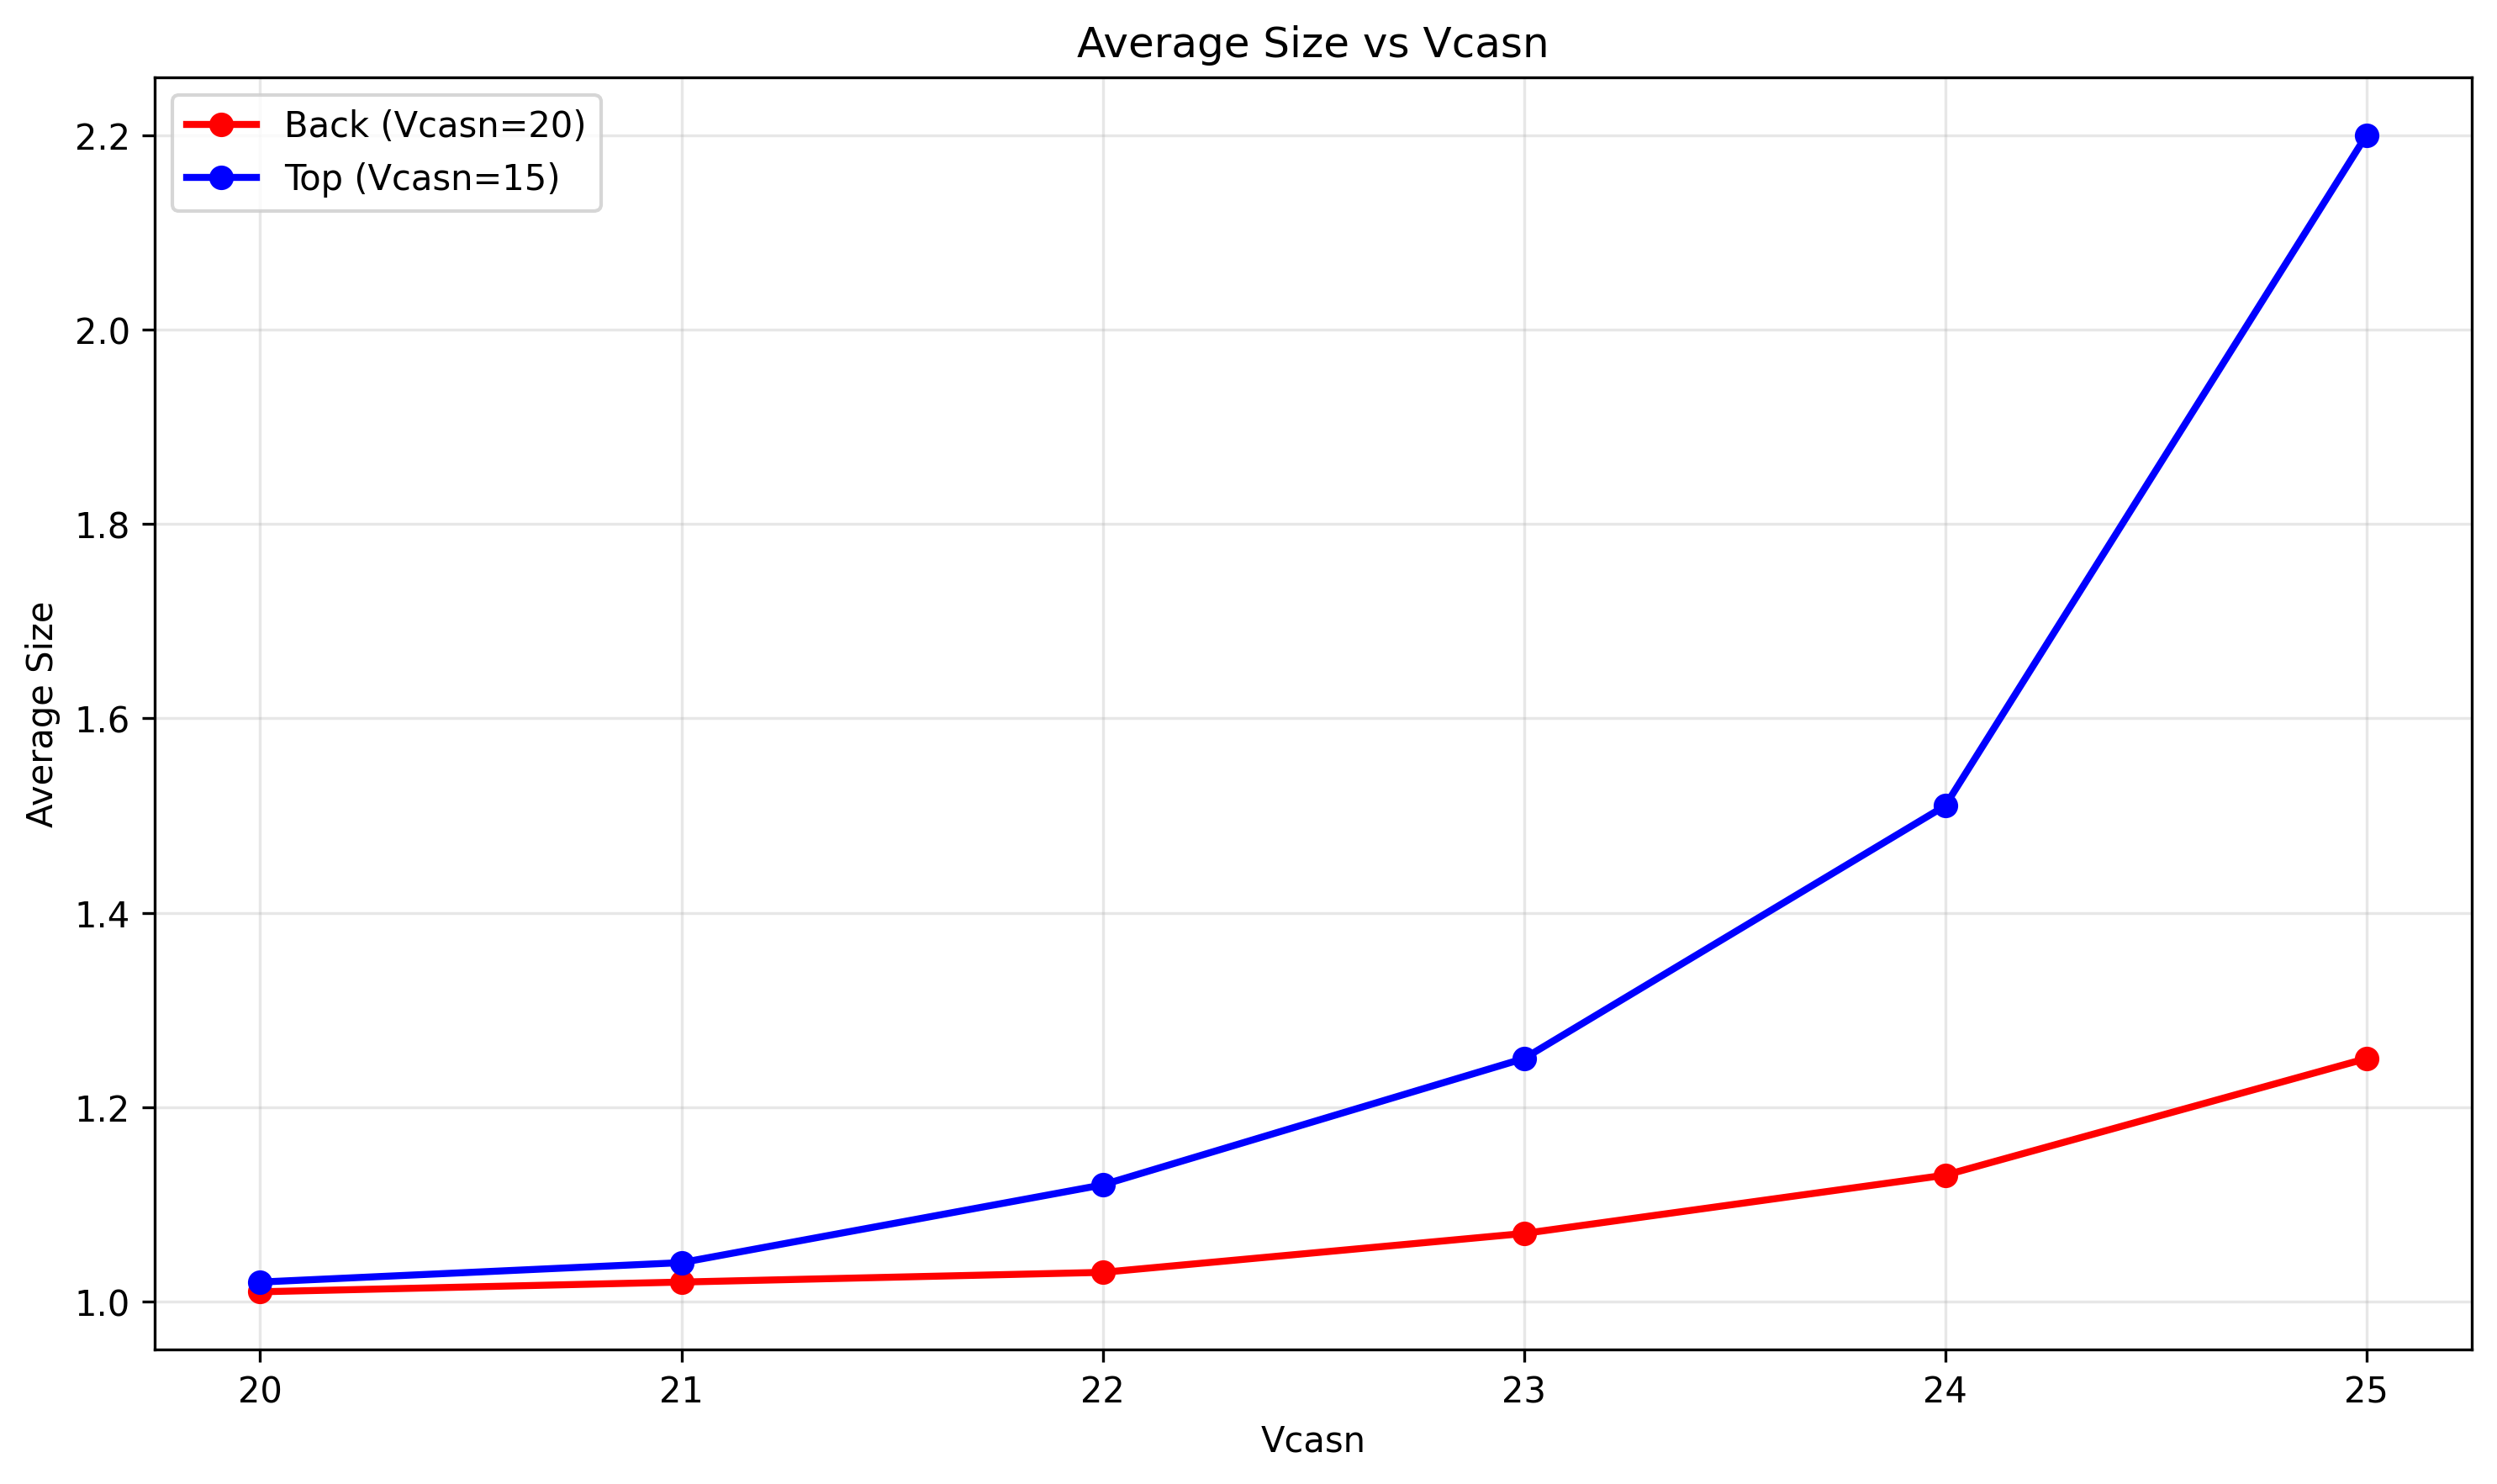 Average Size vs Vcasn
Back (Vcasn=20)
Top (Vcasn=15)
2.2
2.0
1.8
1.6
1.4
1.2
1.0
Average Size
20 21 22 23 24 25
Vcasn